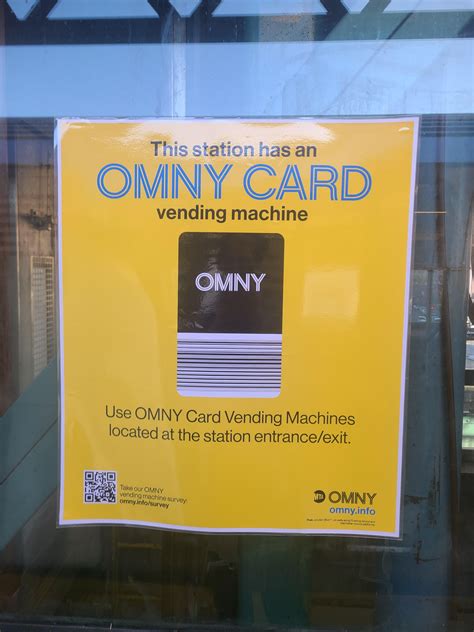 This station has an
OMNY CARD
vending machine
OMNY
Use OMNY Card Vending Machines
located at the station entrance/exit.
Take our OMNY
vending machine survey:
omny.info/survey
MTA OMNY
omny.info